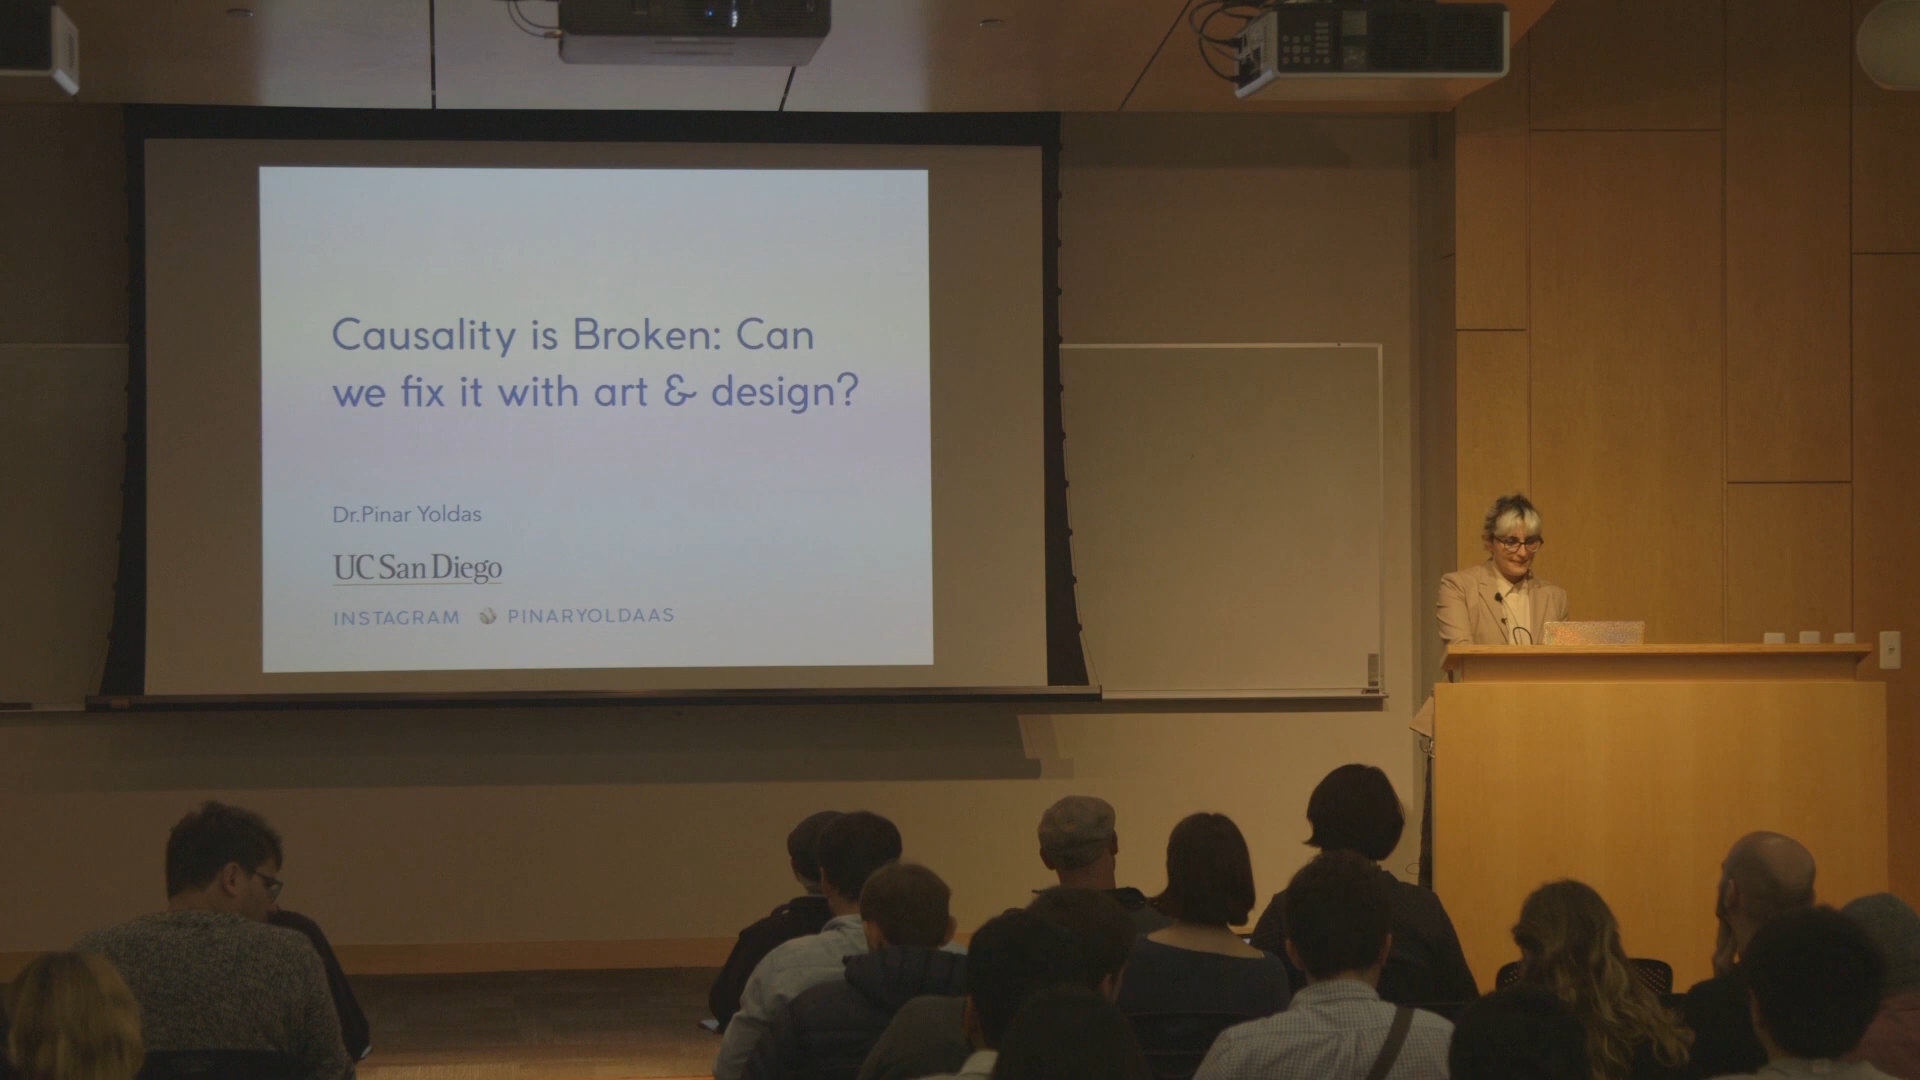 Causality is Broken: Can
we fix it with art & design?
Dr.Pinar Yoldas
UC San Diego
INSTAGRAM PINARYOLDAAS